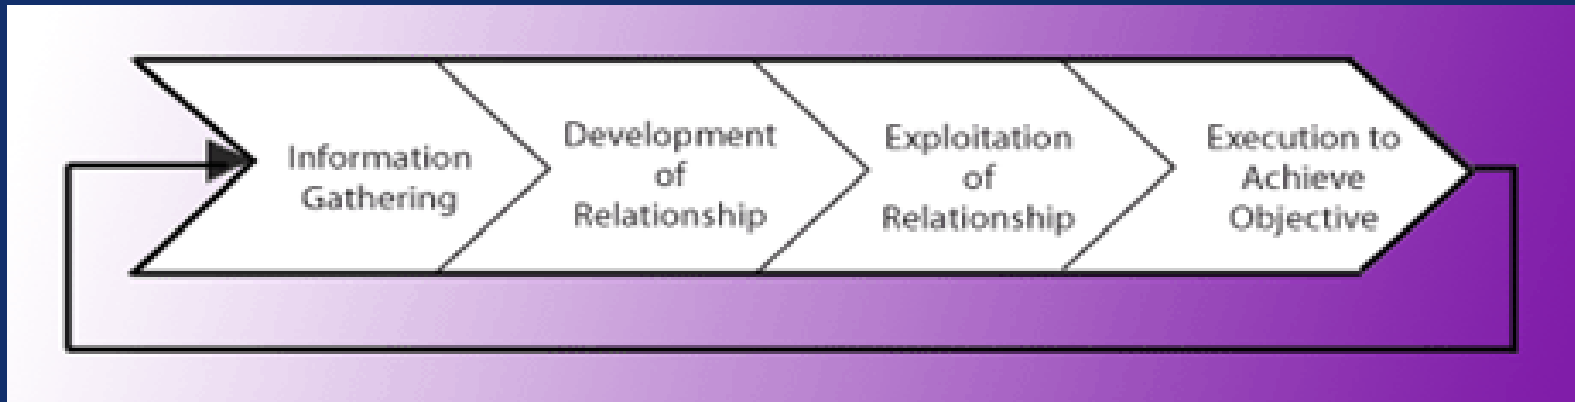 Information
Gathering
Development
of
Relationship
Exploitation
of
Relationship
Execution to
Achieve
Objective